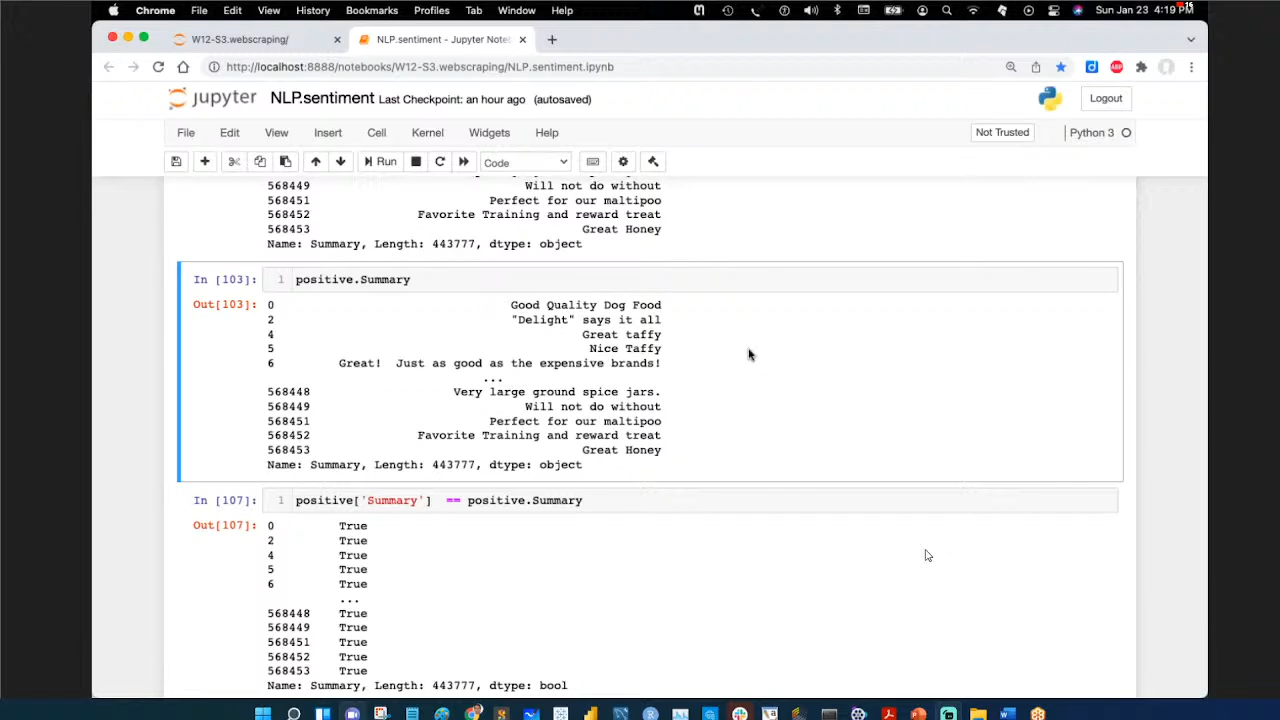 Chrome File Edit View History Bookmarks Profiles Tab Window Help Sun Jan 23 4:19 PM
W12-S3.webscraping/ NLP.sentiment - Jupyter Note
http://localhost:8888/notebooks/W12-S3.webscraping/NLP.sentiment.ipynb
jupyter NLP.sentiment Last Checkpoint: an hour ago (autosaved) Logout
File Edit View Insert Cell Kernel Widgets Help Not Trusted Python 3
Run Code
568449 Will not do without
568451 Perfect for our maltipoo
568452 Favorite Training and reward treat
568453 Great Honey
Name: Summary, Length: 443777, dtype: object
In [103]: 1 positive.Summary
Out[103]: 0 Good Quality Dog Food
2 "Delight" says it all
4 Great taffy
5 Nice Taffy
6 Great! Just as good as the expensive brands!
...
568448 Very large ground spice jars.
568449 Will not do without
568451 Perfect for our maltipoo
568452 Favorite Training and reward treat
568453 Great Honey
Name: Summary, Length: 443777, dtype: object
In [107]: 1 positive['Summary'] == positive.Summary
Out[107]: 0 True
2 True
4 True
5 True
6 True
...
568448 True
568449 True
568451 True
568452 True
568453 True
Name: Summary, Length: 443777, dtype: bool